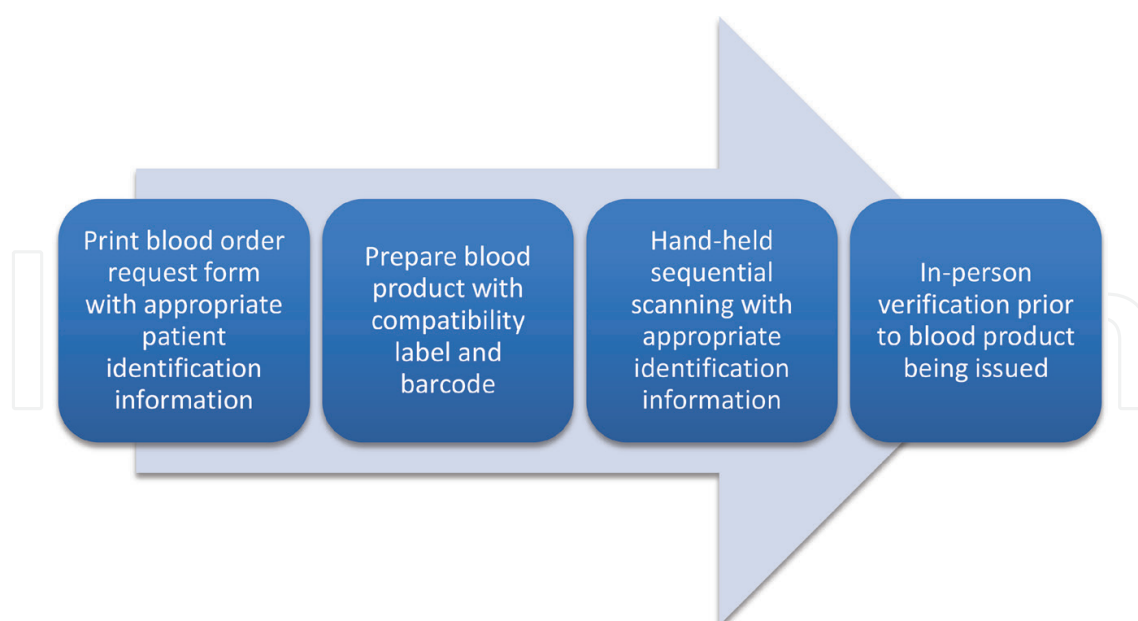 Print blood order
request form
with appropriate
patient
identification
information
Prepare blood
product with
compatibility
label and
barcode
Hand-held
sequential
scanning with
appropriate
identification
information
In-person
verification prior
to blood product
being issued